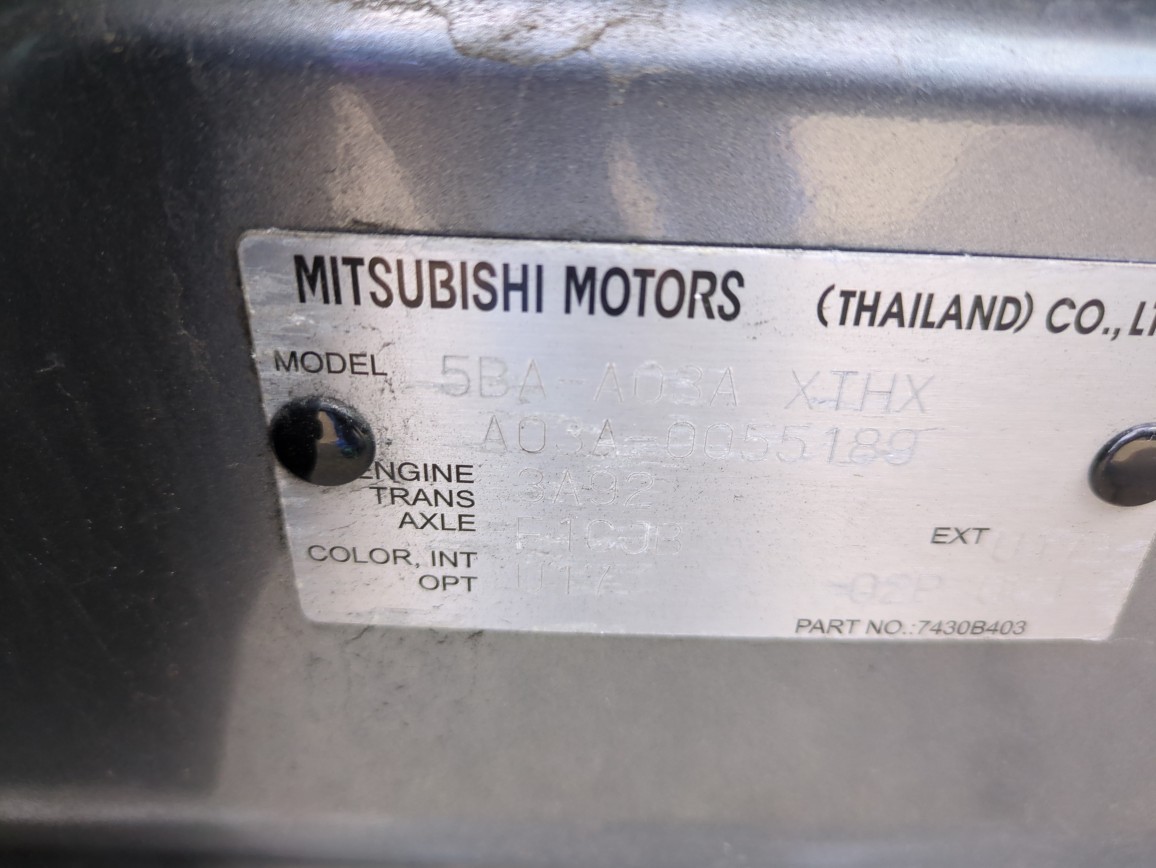 MITSUBISHI MOTORS (THAILAND) CO.,
MODEL 5BA-A03A XTHX
A03A-0055189
ENGINE 3A92
TRANS
AXLE
EXT
COLOR, INT
OPT
PART NO.:7430B403